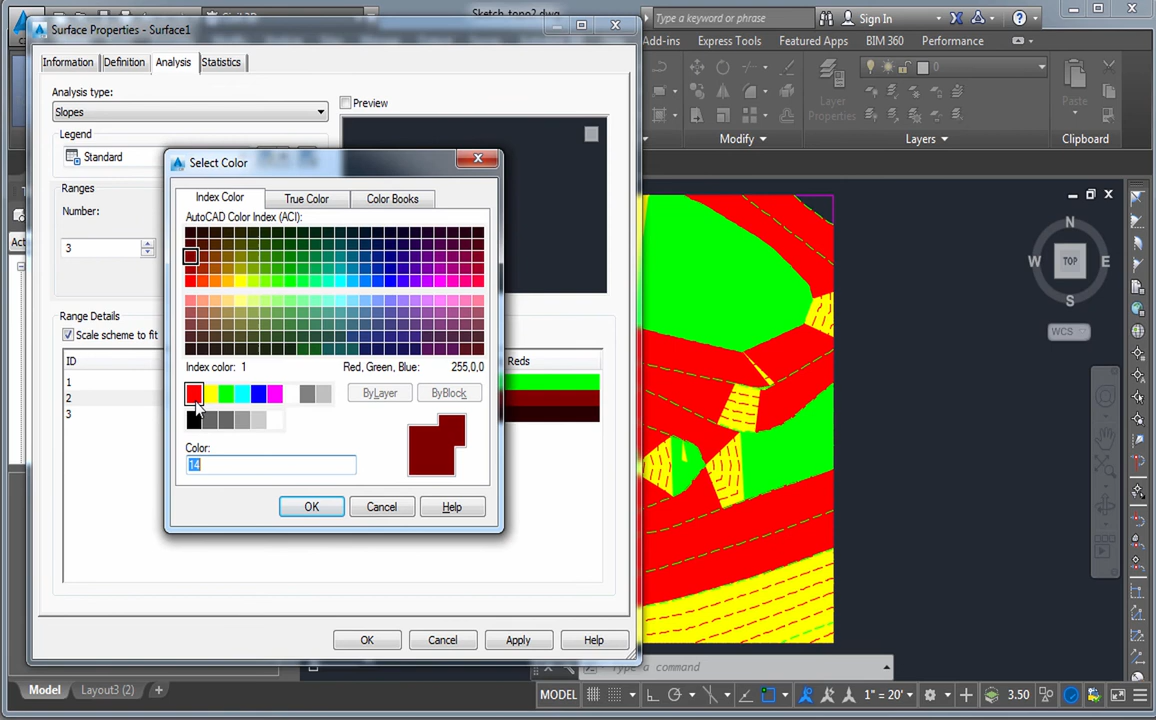 Sketch_topo2.dwg
Type a keyword or phrase
Sign In
Surface Properties - Surface1
Add-ins
Express Tools
Featured Apps
BIM 360
Performance
Information
Definition
Analysis
Statistics
0
Layer
Properties
Paste
Analysis type:
Slopes
Preview
Modify
Layers
Clipboard
Legend
Standard
Select Color
Ranges
Number:
3
Index Color
True Color
Color Books
AutoCAD Color Index (ACI):
N
W
TOP
E
S
WCS
Range Details
Scale scheme to fit
ID
Reds
1
2
3
Index color: 1
Red, Green, Blue: 255,0,0
ByLayer
ByBlock
Color:
14
OK
Cancel
Help
OK
Cancel
Apply
Help
Type a command
Model
Layout3 (2)
MODEL
1" = 20'
3.50